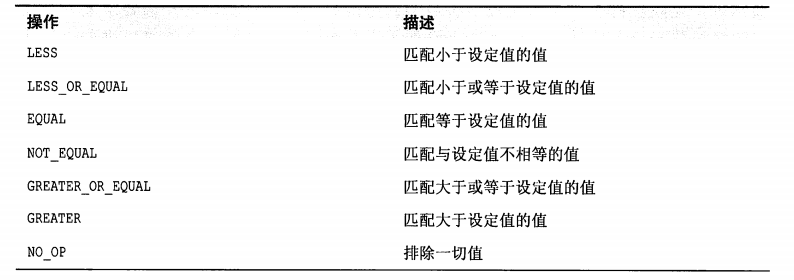 操作 描述
LESS 匹配小于设定值的值
LESS_OR_EQUAL 匹配小于或等于设定值的值
EQUAL 匹配等于设定值的值
NOT_EQUAL 匹配与设定值不相等的值
GREATER_OR_EQUAL 匹配大于或等于设定值的值
GREATER 匹配大于设定值的值
NO_OP 排除一切值